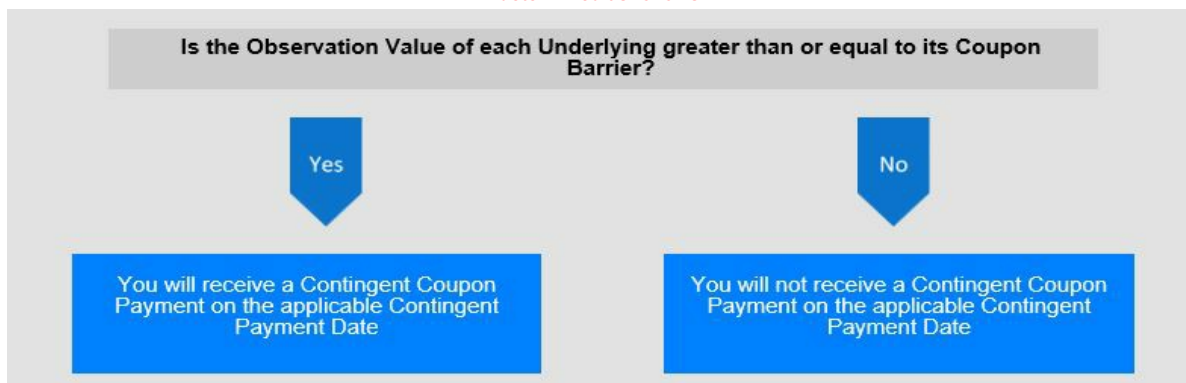 Is the Observation Value of each Underlying greater than or equal to its Coupon
Barrier?
Yes
No
You will receive a Contingent Coupon
Payment on the applicable Contingent
Payment Date
You will not receive a Contingent Coupon
Payment on the applicable Contingent
Payment Date